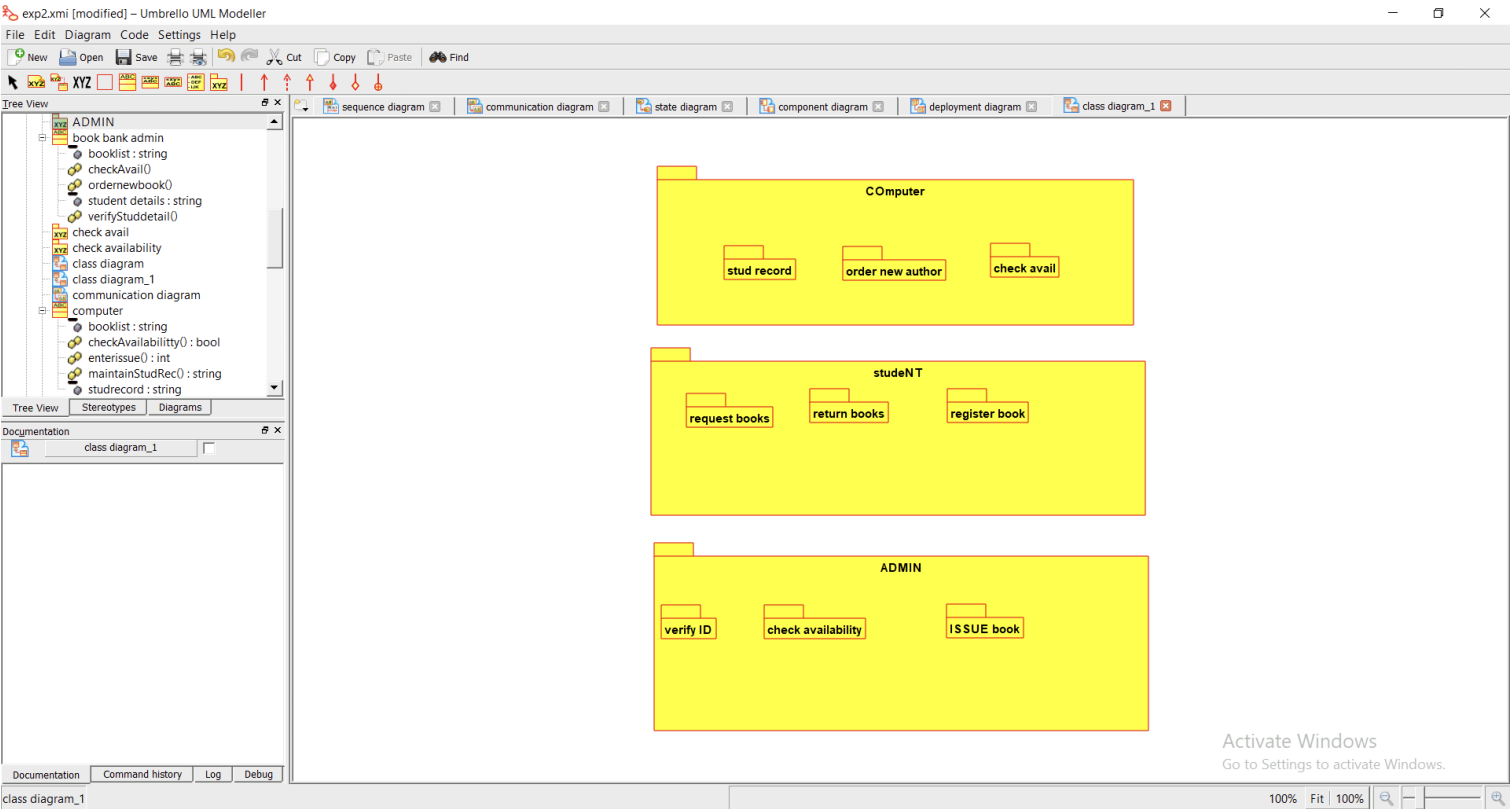 exp2.xmi [modified] – Umbrello UML Modeller
File Edit Diagram Code Settings Help
New Open Save Cut Copy Paste Find
XYZ
Tree View
sequence diagram communication diagram state diagram component diagram deployment diagram class diagram_1
ADMIN
book bank admin
booklist : string
checkAvail()
ordernewbook()
student details : string
verifyStuddetail()
check avail
check availability
class diagram
class diagram_1
communication diagram
computer
booklist : string
checkAvailabilitty() : bool
enterissue() : int
maintainStudRec() : string
studrecord : string
Tree View Stereotypes Diagrams
Documentation
class diagram_1
Documentation Command history Log Debug
COmputer
stud record order new author check avail
studeNT
request books return books register book
ADMIN
verify ID check availability ISSUE book
Activate Windows
Go to Settings to activate Windows.
class diagram_1 100% Fit 100%